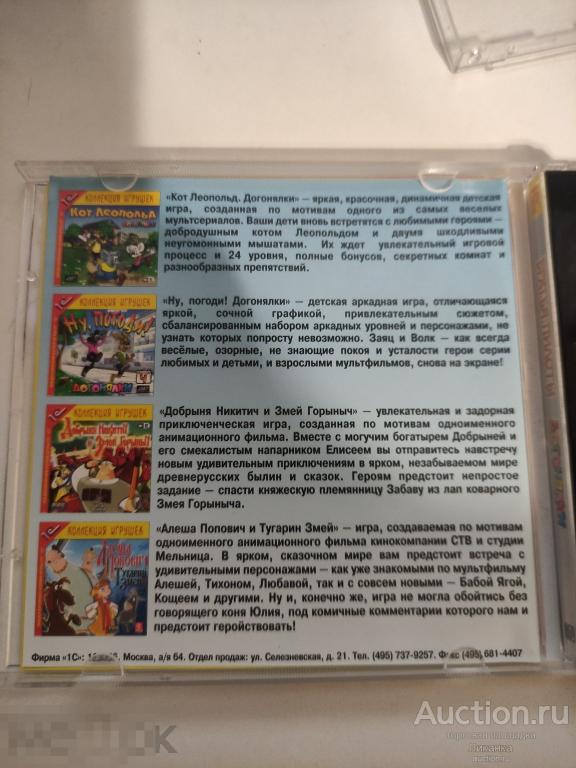 КОЛЛЕКЦИЯ ИГРУШЕК
Кот Леопольд
«Кот Леопольд. Догонялки» – яркая, красочная, динамичная детская
игра, созданная по мотивам одного из самых веселых
мультсериалов. Ваши дети вновь встретятся с любимыми героями –
добродушным котом Леопольдом и двумя шкодливыми
неугомонными мышатами. Их ждет увлекательный игровой
процесс и 24 уровня, полные бонусов, секретных комнат и
разнообразных препятствий.
КОЛЛЕКЦИЯ ИГРУШЕК
Ну, погоди!
ДОГОНЯЛКИ
«Ну, погоди! Догонялки» – детская аркадная игра, отличающаяся
яркой, сочной графикой, привлекательным сюжетом,
сбалансированным набором аркадных уровней и персонажами, не
узнать которых попросту невозможно. Заяц и Волк – как всегда
весёлые, озорные, не знающие покоя и усталости герои серии
любимых и детьми, и взрослыми мультфильмов, снова на экране!
КОЛЛЕКЦИЯ ИГРУШЕК
Добрыня Никитич
и Змей Горыныч
«Добрыня Никитич и Змей Горыныч» – увлекательная и задорная
приключенческая игра, созданная по мотивам одноименного
анимационного фильма. Вместе с могучим богатырем Добрыней и
его смекалистым напарником Елисеем вы отправитесь навстречу
новым удивительным приключениям в ярком, незабываемом мире
древнерусских былин и сказок. Героям предстоит непростое
задание – спасти княжескую племянницу Забаву из лап коварного
Змея Горыныча.
КОЛЛЕКЦИЯ ИГРУШЕК
Алеша
Попович
и
Тугарин
Змей
«Алеша Попович и Тугарин Змей» – игра, создаваемая по мотивам
одноименного анимационного фильма кинокомпании СТВ и студии
Мельница. В ярком, сказочном мире вам предстоит встреча с
удивительными персонажами – как уже знакомыми по мультфильму
Алешей, Тихоном, Любавой, так и с совсем новыми – Бабой Ягой,
Кощеем и другими. Ну и, конечно же, игра не могла обойтись без
говорящего коня Юлия, под комичные комментарии которого нам и
предстоит геройствовать!
Фирма "1С": Москва, а/я 64. Отдел продаж: ул. Селезневская, д. 21. Тел. (495) 737-9257. Факс (495) 681-4407
Аукцион.ru
торговая площадка
Ликанка
auction.ru